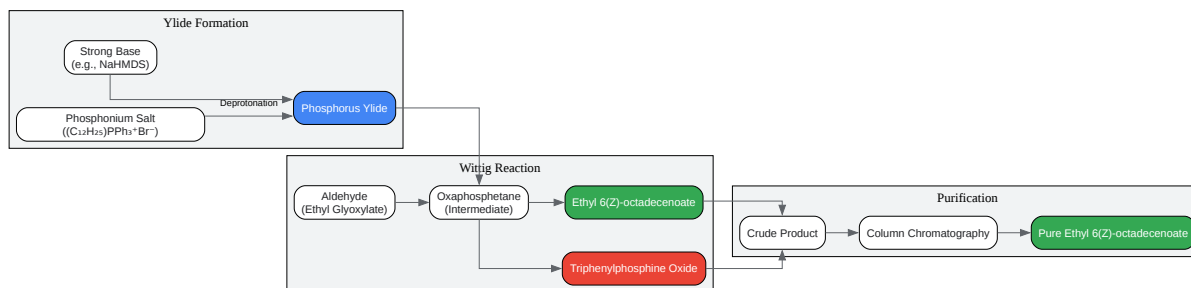 Ylide Formation
Strong Base
(e.g., NaHMDS)
Deprotonation
Phosphorus Ylide
Phosphonium Salt
((C₁₂H₂₅)PPh₃⁺Br⁻)
Wittig Reaction
Aldehyde
(Ethyl Glyoxylate)
Oxaphosphetane
(Intermediate)
Ethyl 6(Z)-octadecenoate
Triphenylphosphine Oxide
Purification
Crude Product
Column Chromatography
Pure Ethyl 6(Z)-octadecenoate